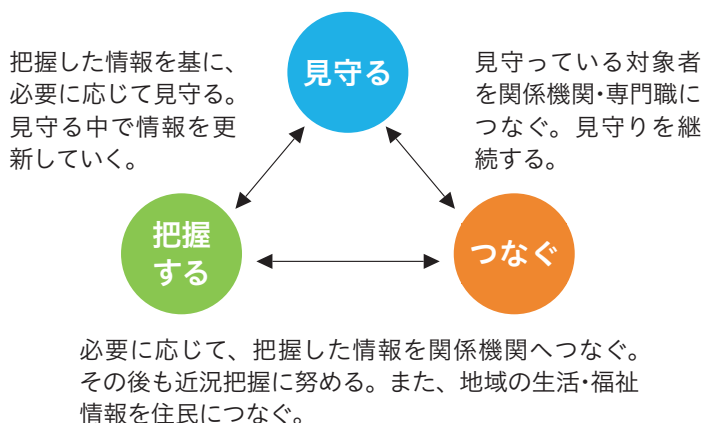 見守る
把握した情報を基に、
必要に応じて見守る。
見守る中で情報を更
新していく。
見守っている対象者
を関係機関・専門職に
つなぐ。見守りを継
続する。
把握
する
つなぐ
必要に応じて、把握した情報を関係機関へつなぐ。
その後も近況把握に努める。また、地域の生活・福祉
情報を住民につなぐ。